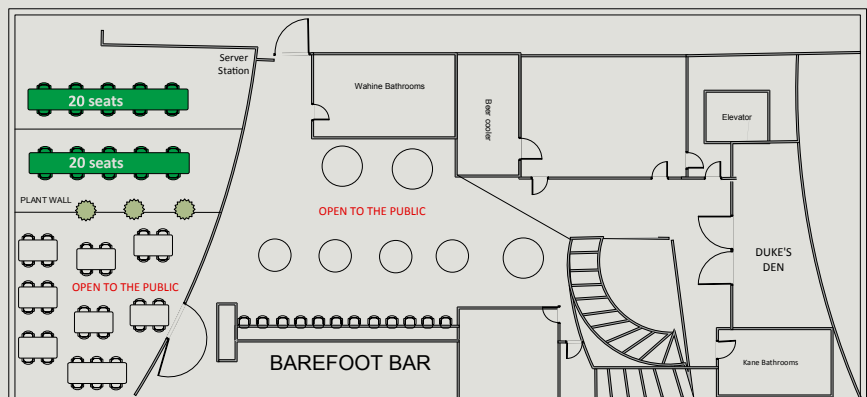 Server
Station
Wahine Bathrooms
Beer cooler
Elevator
20 seats
20 seats
PLANT WALL
OPEN TO THE PUBLIC
OPEN TO THE PUBLIC
DUKE'S
DEN
BAREFOOT BAR
Kane Bathrooms